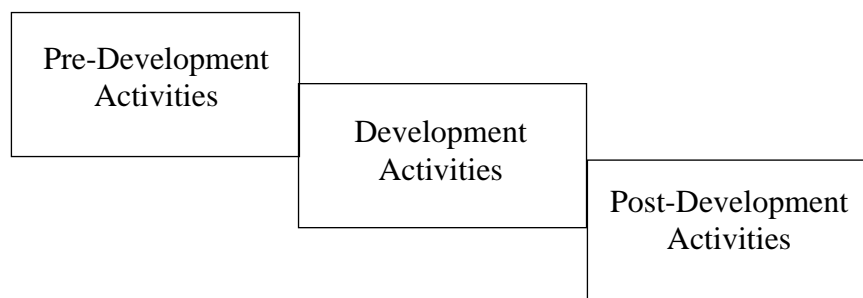 Pre-Development
Activities
Development
Activities
Post-Development
Activities